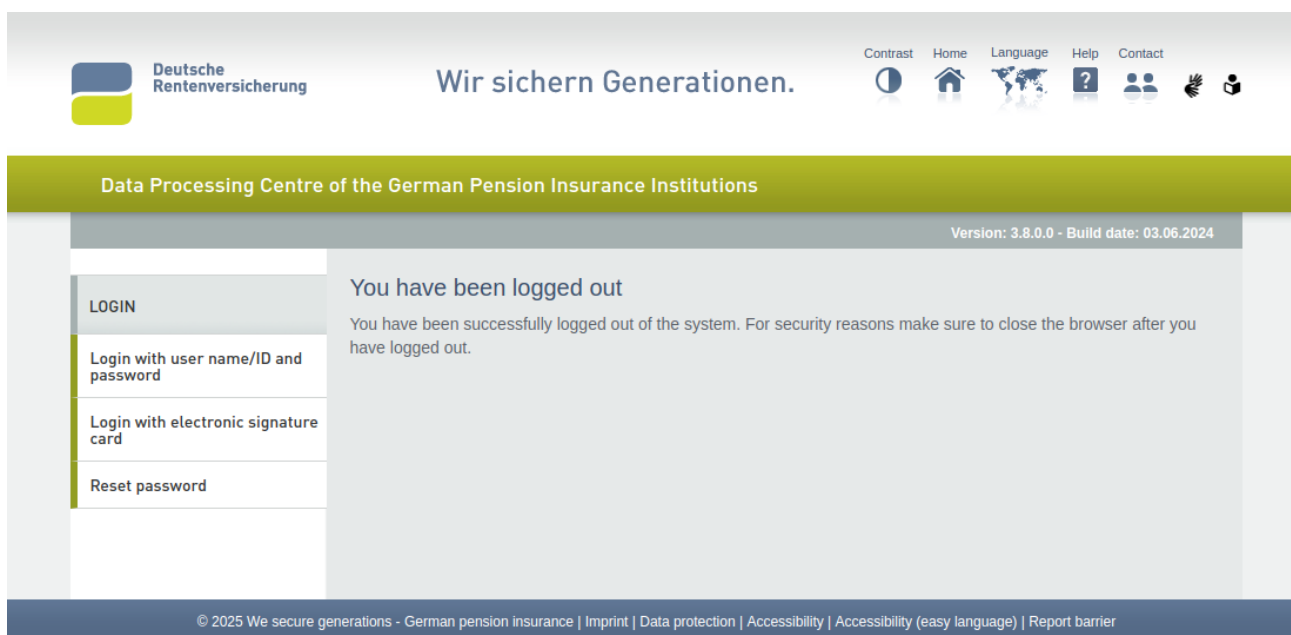 Deutsche
Rentenversicherung
Wir sichern Generationen.
Contrast
Home
Language
Help
Contact
?
Data Processing Centre of the German Pension Insurance Institutions
Version: 3.8.0.0 - Build date: 03.06.2024
LOGIN
Login with user name/ID and
password
Login with electronic signature
card
Reset password
You have been logged out
You have been successfully logged out of the system. For security reasons make sure to close the browser after you
have logged out.
© 2025 We secure generations - German pension insurance | Imprint | Data protection | Accessibility | Accessibility (easy language) | Report barrier